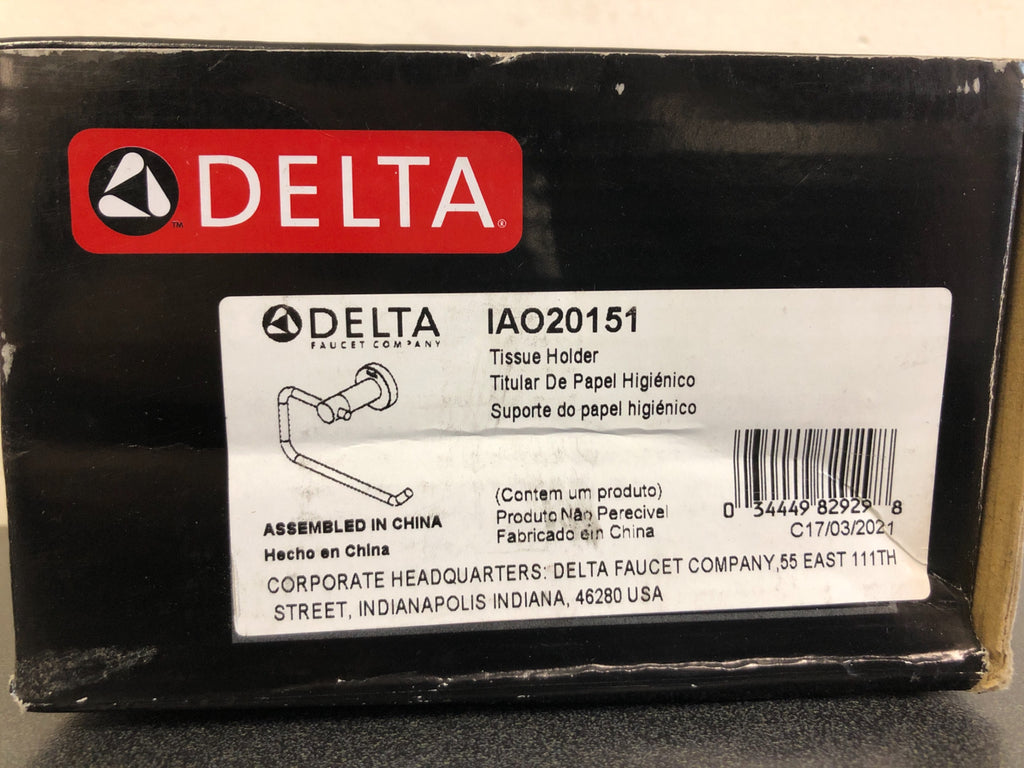 DELTA
TM
®
DELTA
FAUCET COMPANY
IAO20151
Tissue Holder
Titular De Papel Higiénico
Suporte do papel higiénico
(Contem um produto)
Produto Não Perecivel
Fabricado em China
0 34449 82929 8
C17/03/2021
ASSEMBLED IN CHINA
Hecho en China
CORPORATE HEADQUARTERS: DELTA FAUCET COMPANY,55 EAST 111TH
STREET, INDIANAPOLIS INDIANA, 46280 USA